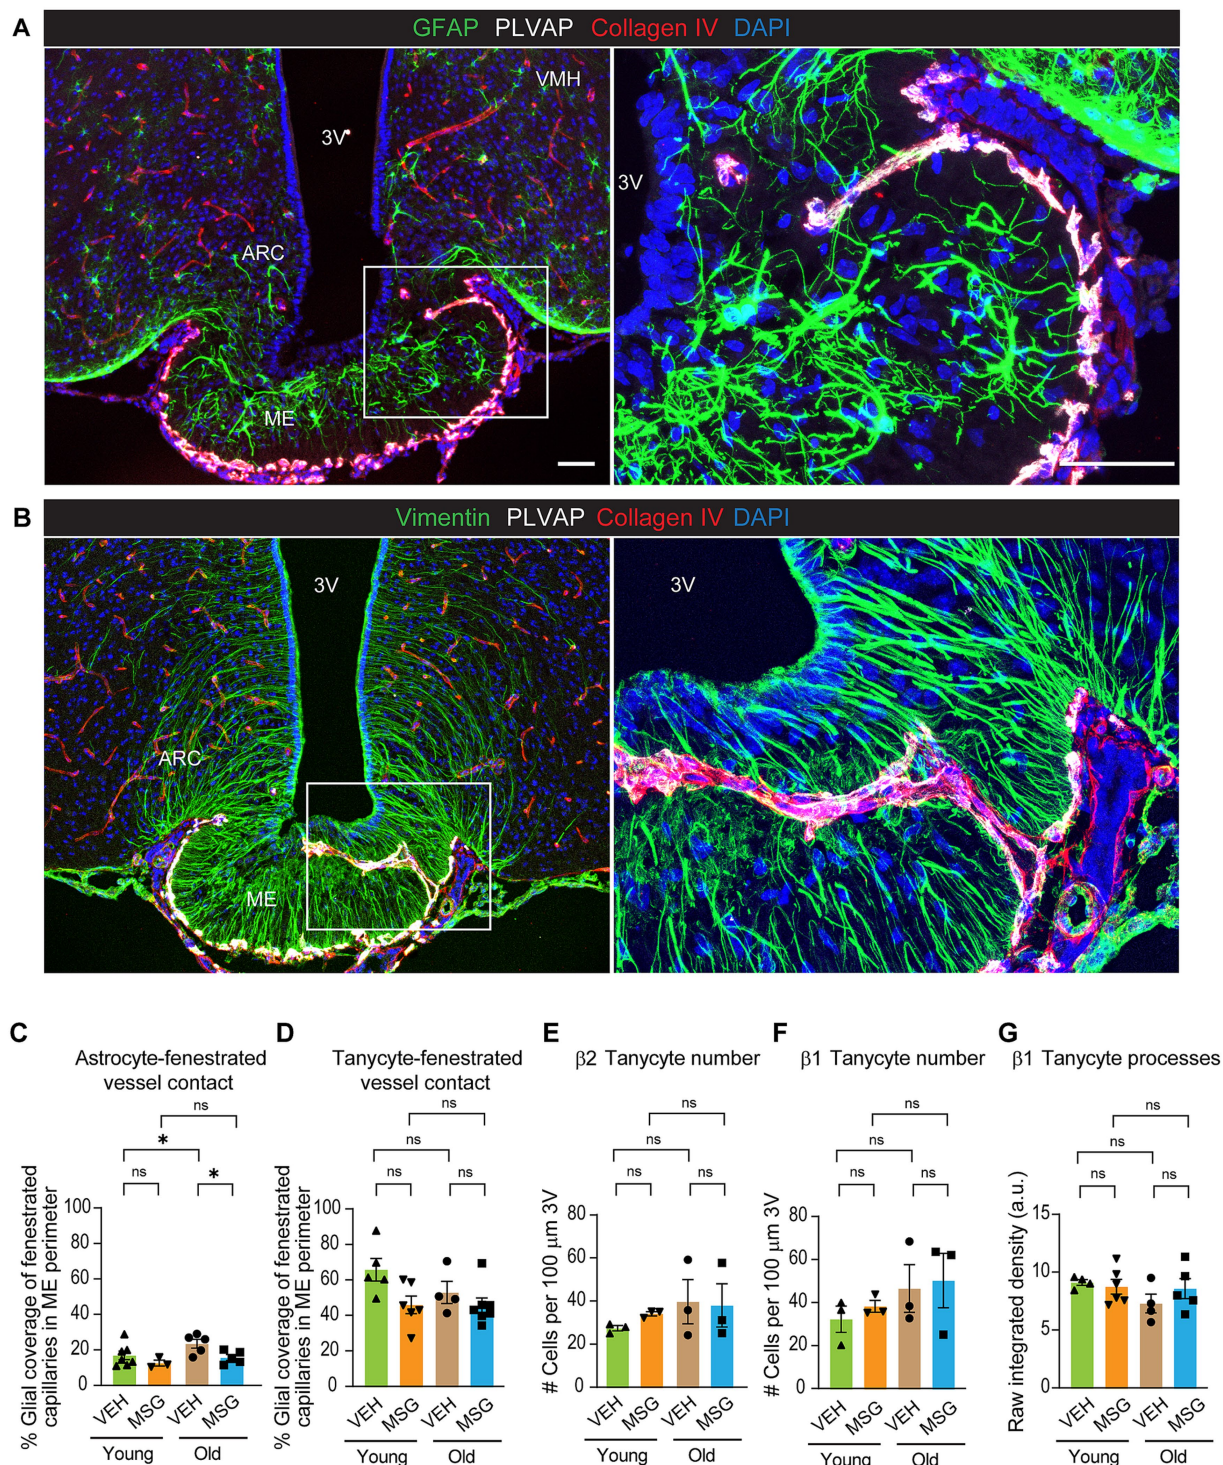 A
GFAP PLVAP Collagen IV DAPI
VMH
3V
ARC
ME
3V
B
Vimentin PLVAP Collagen IV DAPI
3V
ARC
ME
3V
C
Astrocyte-fenestrated
vessel contact
ns
*
ns
*
% Glial coverage of fenestrated
capillaries in ME perimeter
100
80
60
40
20
0
VEH
MSG
VEH
MSG
Young
Old
D
Tanycyte-fenestrated
vessel contact
ns
ns
ns
ns
% Glial coverage of fenestrated
capillaries in ME perimeter
100
80
60
40
20
0
VEH
MSG
VEH
MSG
Young
Old
E
β2 Tanycyte number
ns
ns
ns
ns
# Cells per 100 μm 3V
80
60
40
20
0
VEH
MSG
VEH
MSG
Young
Old
F
β1 Tanycyte number
ns
ns
ns
ns
# Cells per 100 μm 3V
80
60
40
20
0
VEH
MSG
VEH
MSG
Young
Old
G
β1 Tanycyte processes
ns
ns
ns
ns
Raw integrated density (a.u.)
15
10
5
0
VEH
MSG
VEH
MSG
Young
Old